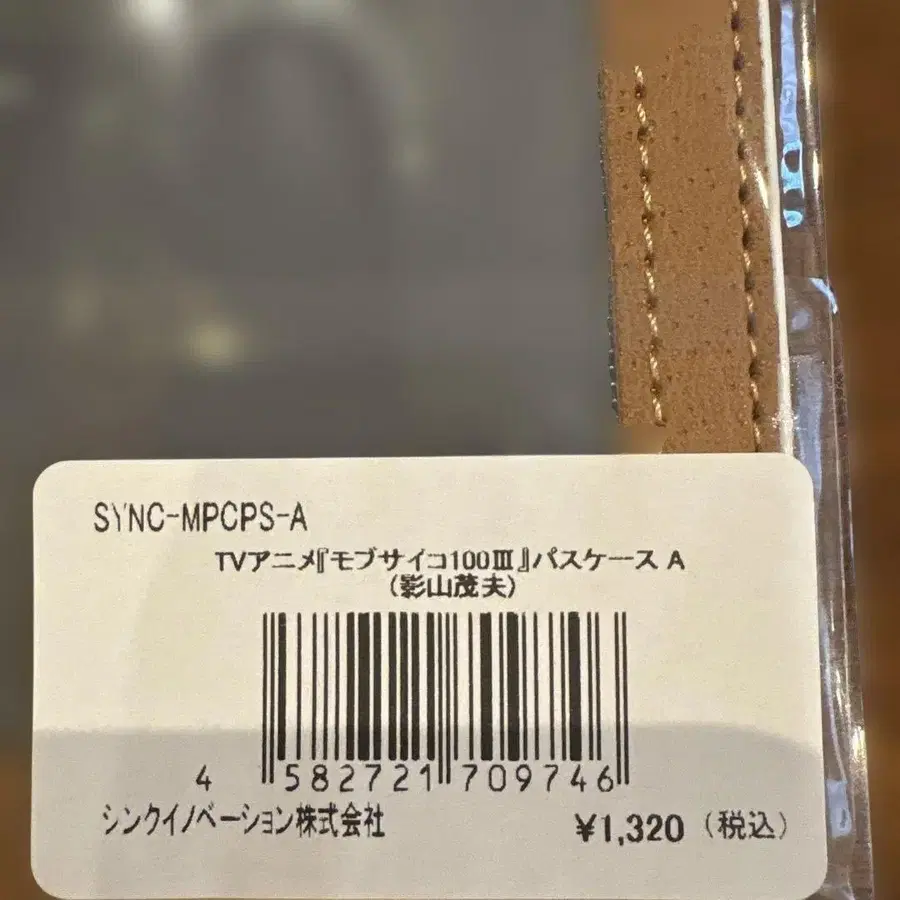 SYNC-MPCPS-A
TVアニメ『モブサイコ100Ⅲ』パスケース A
(影山茂夫)
4 582721 709746
シンクイノベーション株式会社
¥1,320 (税込)